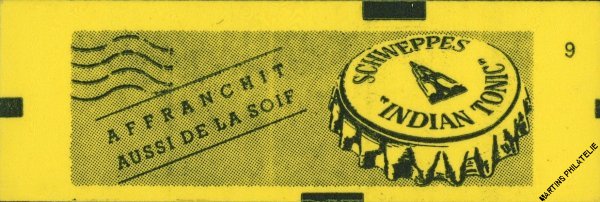 AFFRANCHIT
AUSSI DE LA SOIF
SCHWEPPES
"INDIAN TONIC"
9
MARTINS PHILATELIE